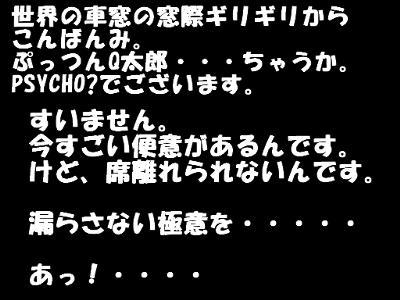 世界の車窓の窓際ギリギリから
こんばんみ。
ぷっつんQ太郎・・・ちゃうか。
PSYCHO?でございます。
すいません。
今すごい便意があるんです。
けど、席離れられないんです。
漏らさない極意を・・・・・
あっ！・・・・